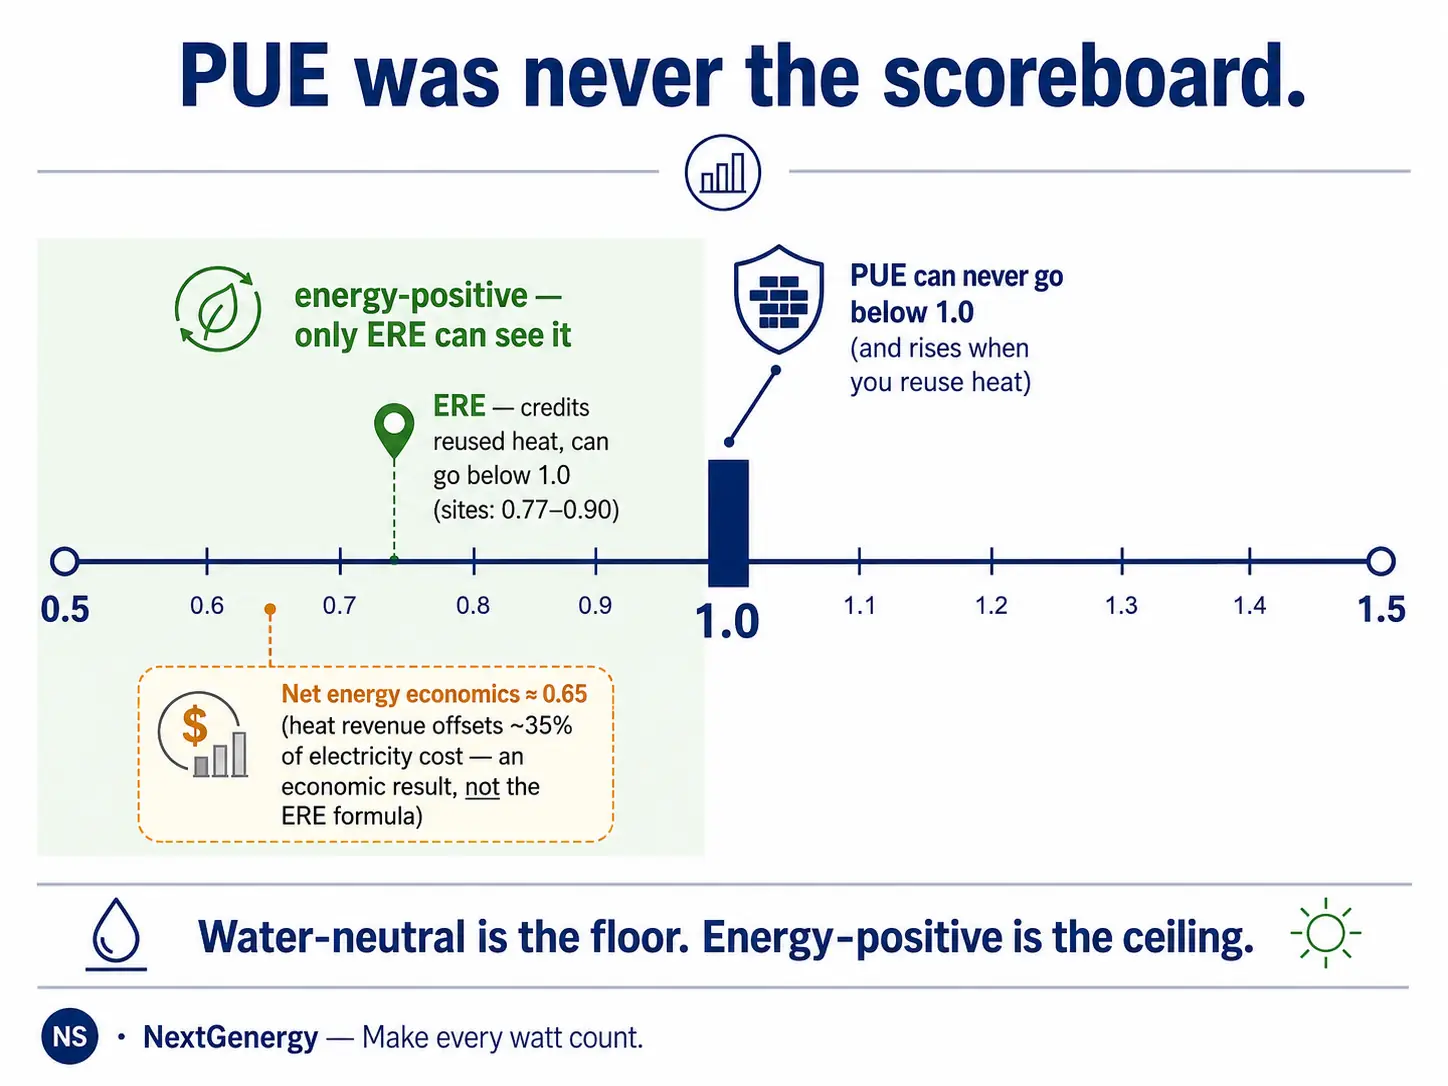 PUE was never the scoreboard.
energy-positive —
only ERE can see it
PUE can never go
below 1.0
(and rises when
you reuse heat)
ERE — credits
reused heat, can
go below 1.0
(sites: 0.77–0.90)
0.5 0.6 0.7 0.8 0.9 1.0 1.1 1.2 1.3 1.4 1.5
$
Net energy economics ≈ 0.65
(heat revenue offsets ~35%
of electricity cost — an
economic result, not the
ERE formula)
Water-neutral is the floor. Energy-positive is the ceiling.
NS • NextGenergy — Make every watt count.